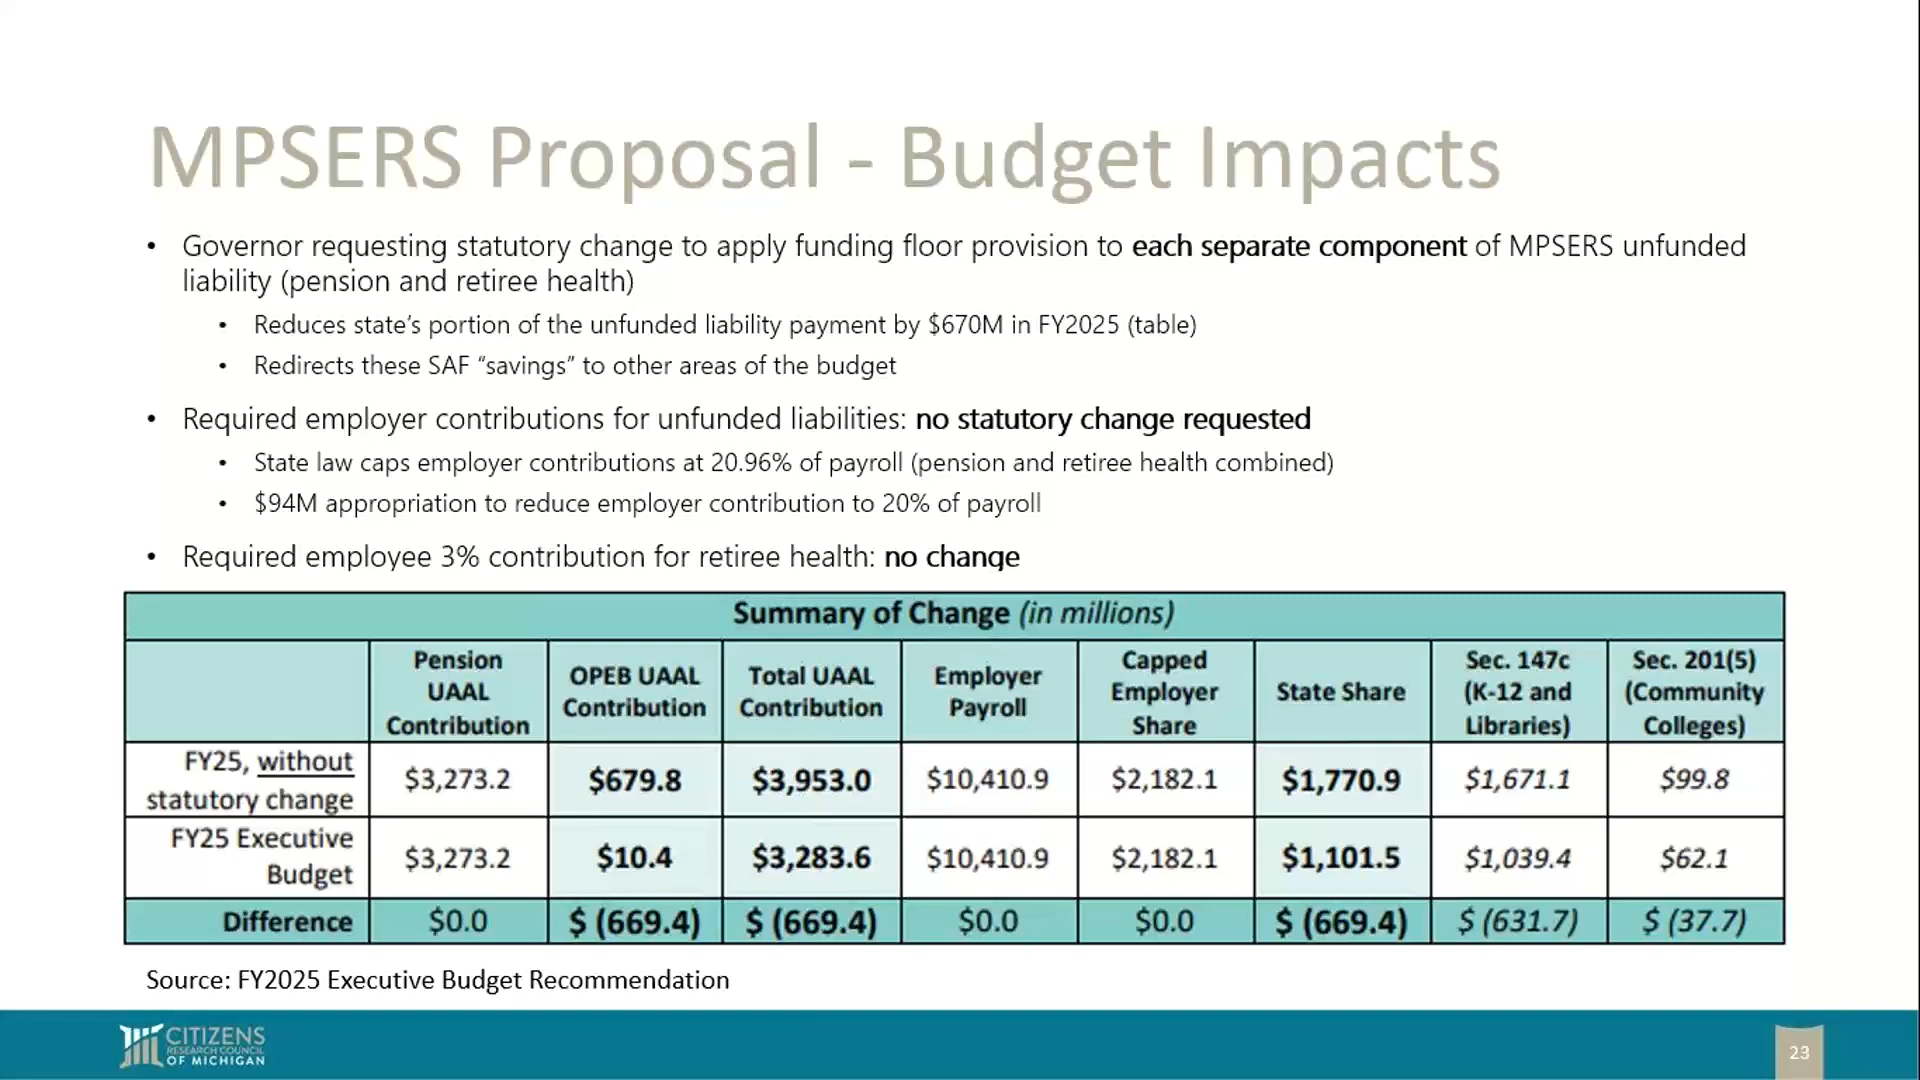 MPSERS Proposal - Budget Impacts
• Governor requesting statutory change to apply funding floor provision to each separate component of MPSERS unfunded
liability (pension and retiree health)
• Reduces state’s portion of the unfunded liability payment by $670M in FY2025 (table)
• Redirects these SAF “savings” to other areas of the budget
• Required employer contributions for unfunded liabilities: no statutory change requested
• State law caps employer contributions at 20.96% of payroll (pension and retiree health combined)
• $94M appropriation to reduce employer contribution to 20% of payroll
• Required employee 3% contribution for retiree health: no change
Summary of Change (in millions)
Pension
UAAL
Contribution
OPEB UAAL
Contribution
Total UAAL
Contribution
Employer
Payroll
Capped
Employer
Share
State Share
Sec. 147c
(K-12 and
Libraries)
Sec. 201(5)
(Community
Colleges)
FY25, without
statutory change
$3,273.2
$679.8
$3,953.0
$10,410.9
$2,182.1
$1,770.9
$1,671.1
$99.8
FY25 Executive
Budget
$3,273.2
$10.4
$3,283.6
$10,410.9
$2,182.1
$1,101.5
$1,039.4
$62.1
Difference
$0.0
$ (669.4)
$ (669.4)
$0.0
$0.0
$ (669.4)
$ (631.7)
$ (37.7)
Source: FY2025 Executive Budget Recommendation
CITIZENS
RESEARCH COUNCIL
OF MICHIGAN
23